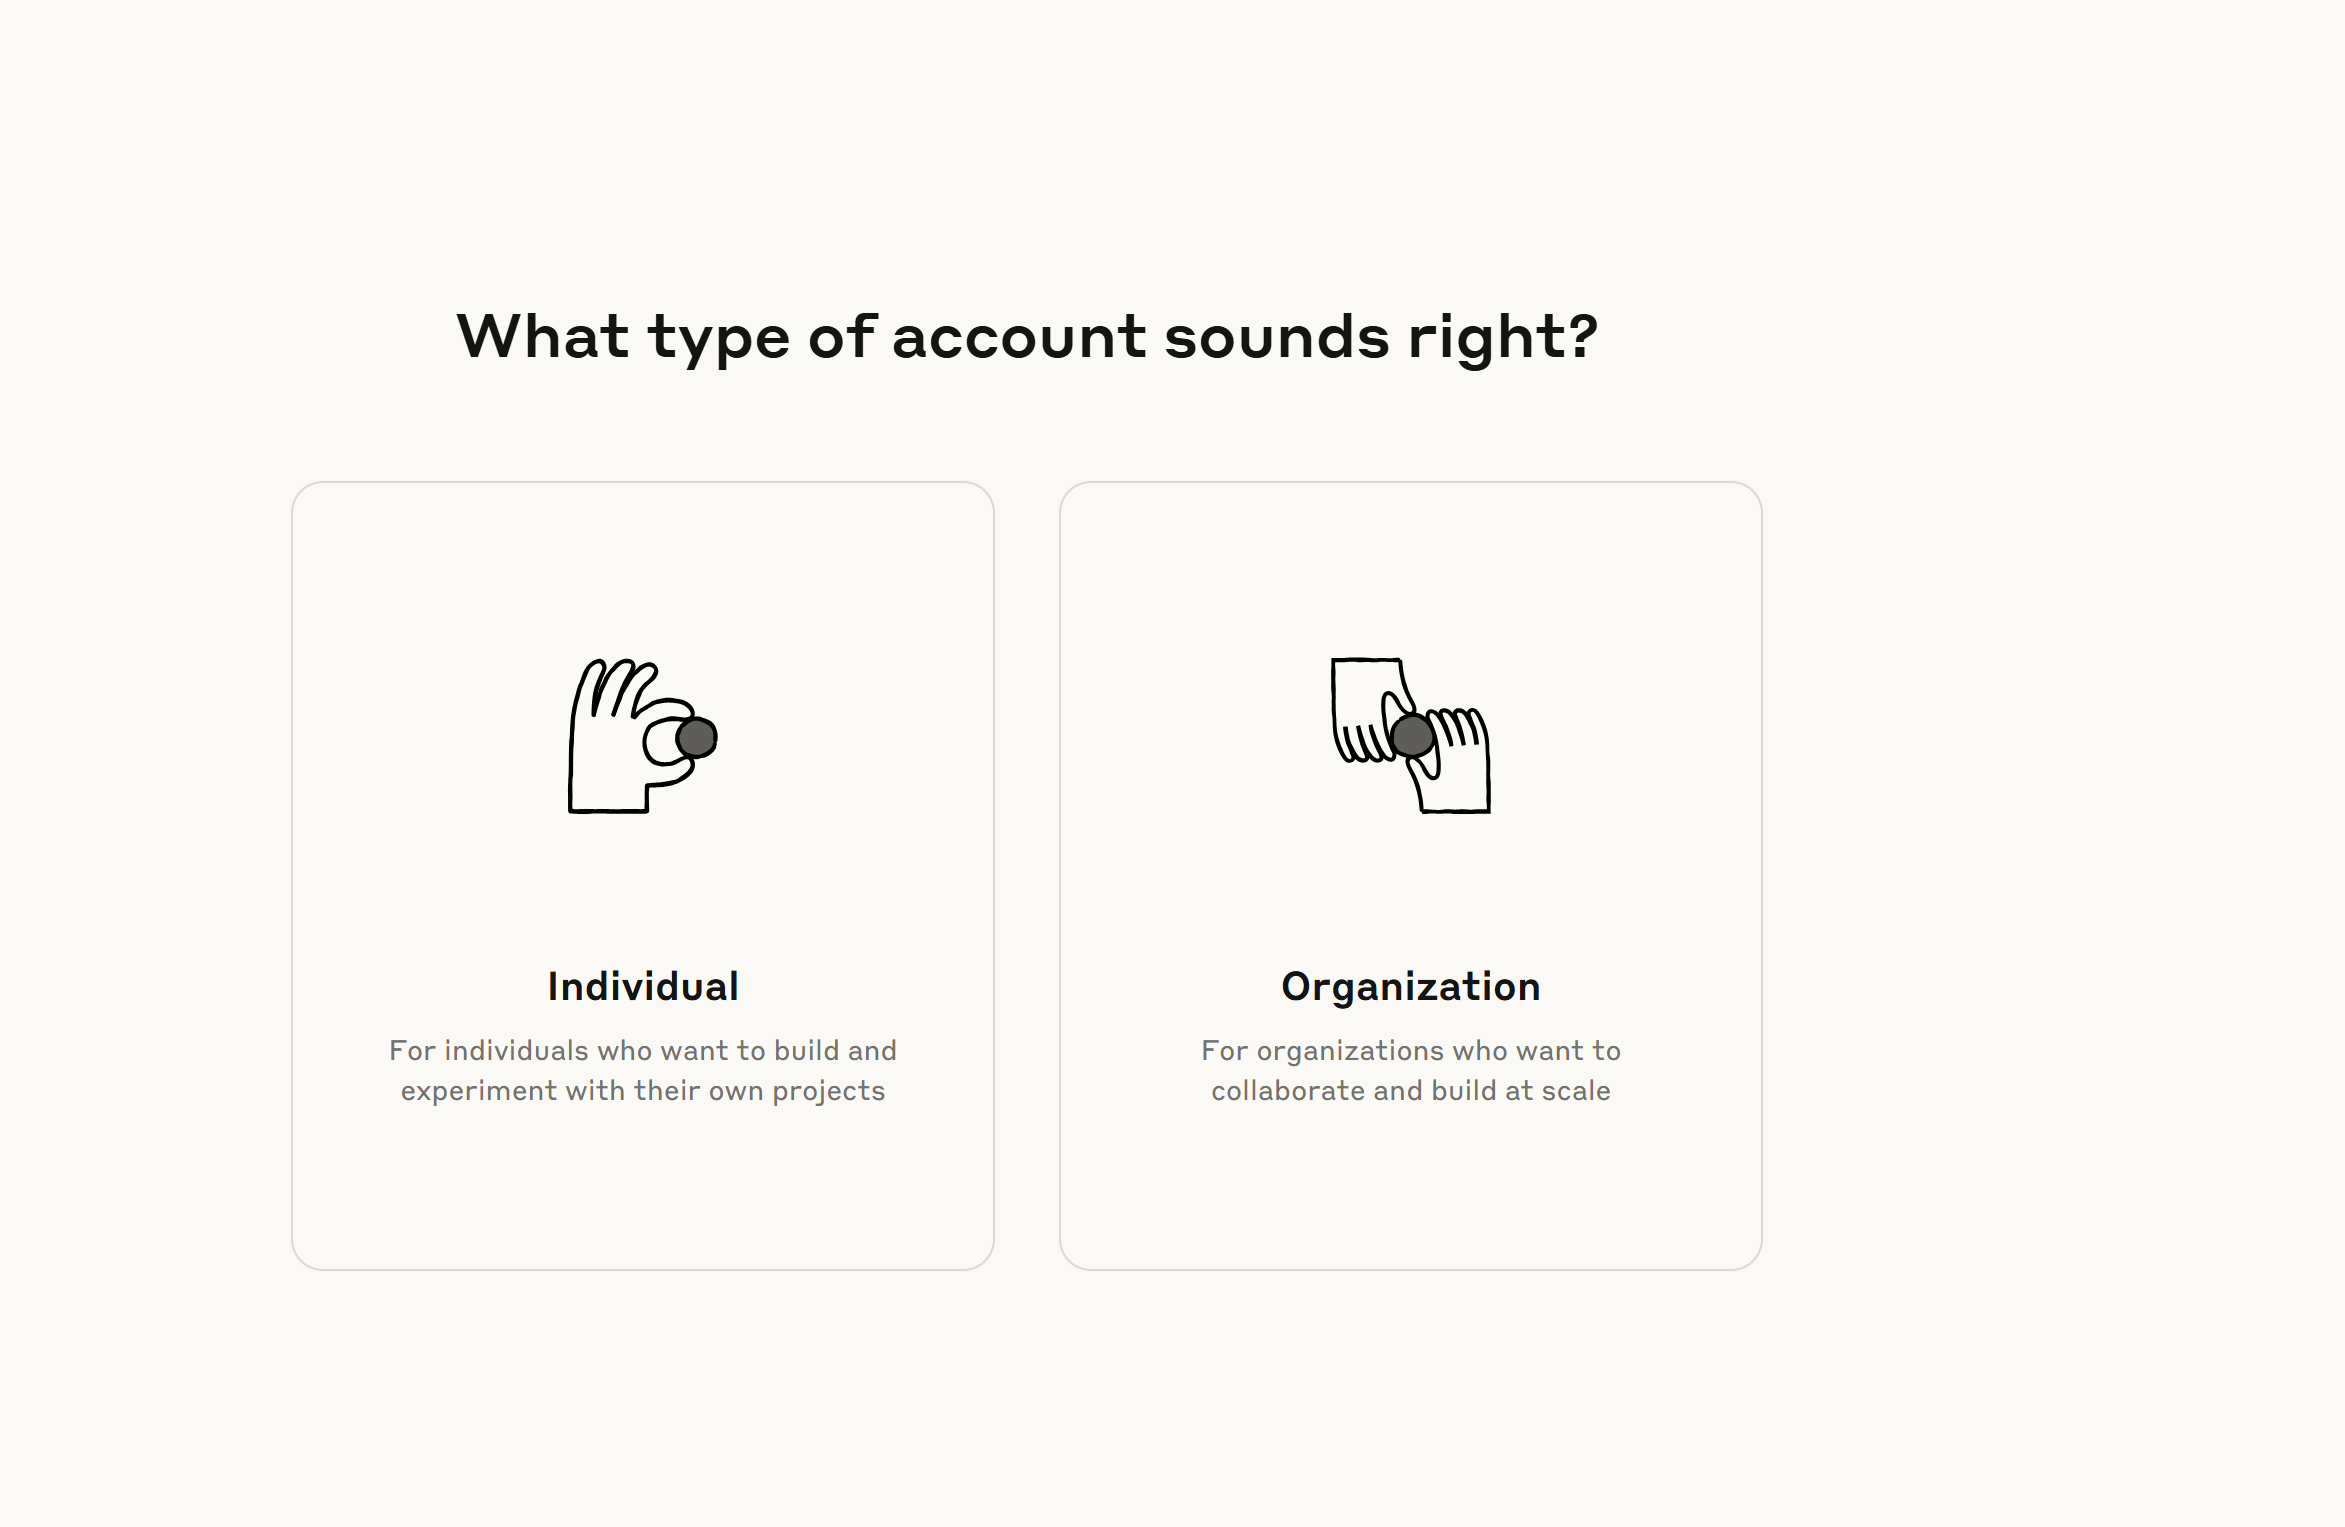 What type of account sounds right?
Individual
For individuals who want to build and
experiment with their own projects
Organization
For organizations who want to
collaborate and build at scale